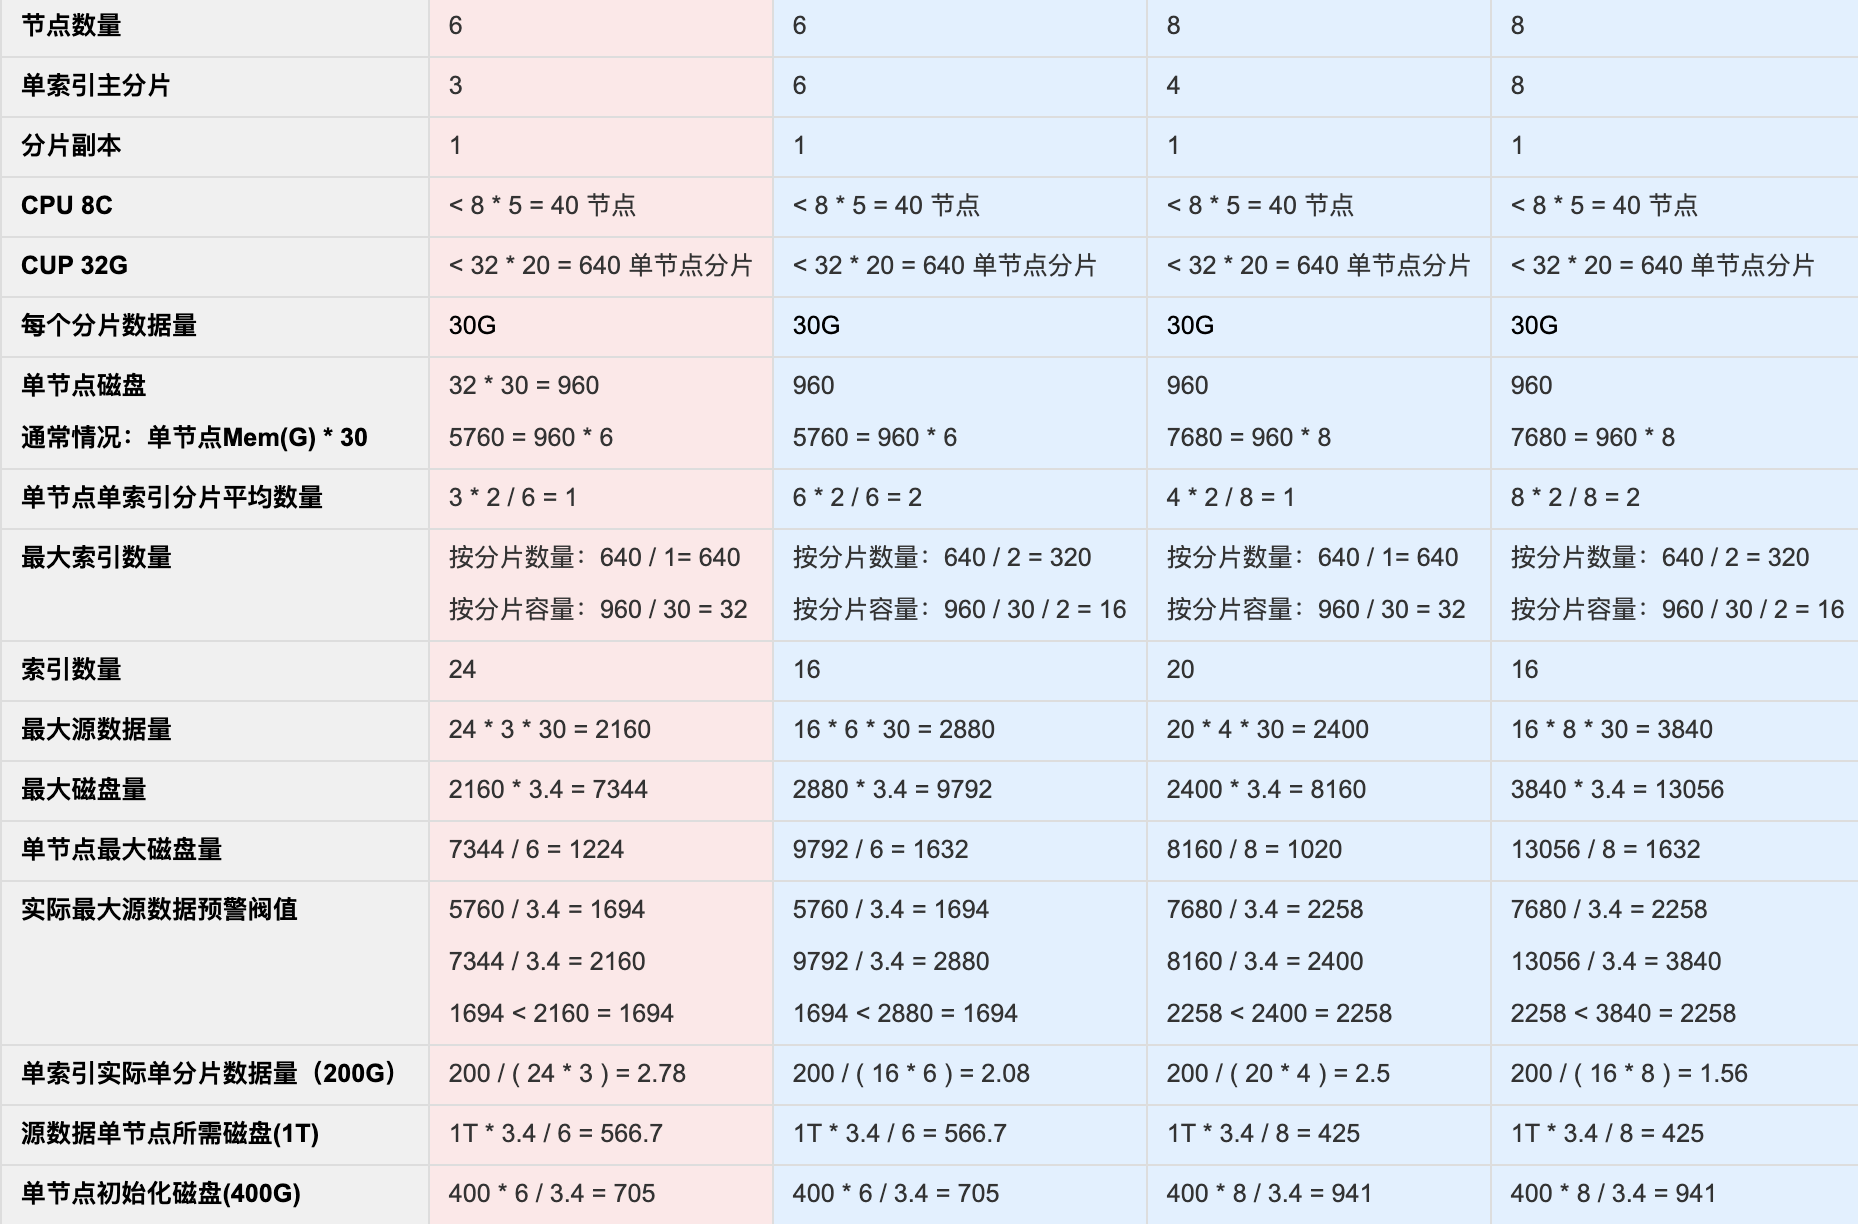 节点数量 6 6 8 8
单索引主分片 3 6 4 8
分片副本 1 1 1 1
CPU 8C < 8 * 5 = 40 节点 < 8 * 5 = 40 节点 < 8 * 5 = 40 节点 < 8 * 5 = 40 节点
CUP 32G < 32 * 20 = 640 单节点分片 < 32 * 20 = 640 单节点分片 < 32 * 20 = 640 单节点分片 < 32 * 20 = 640 单节点分片
每个分片数据量 30G 30G 30G 30G
单节点磁盘 32 * 30 = 960 960 960 960
通常情况：单节点Mem(G) * 30 5760 = 960 * 6 5760 = 960 * 6 7680 = 960 * 8 7680 = 960 * 8
单节点单索引分片平均数量 3 * 2 / 6 = 1 6 * 2 / 6 = 2 4 * 2 / 8 = 1 8 * 2 / 8 = 2
最大索引数量 按分片数量：640 / 1= 640 按分片数量：640 / 2 = 320 按分片数量：640 / 1= 640 按分片数量：640 / 2 = 320
按分片容量：960 / 30 = 32 按分片容量：960 / 30 / 2 = 16 按分片容量：960 / 30 = 32 按分片容量：960 / 30 / 2 = 16
索引数量 24 16 20 16
最大源数据量 24 * 3 * 30 = 2160 16 * 6 * 30 = 2880 20 * 4 * 30 = 2400 16 * 8 * 30 = 3840
最大磁盘量 2160 * 3.4 = 7344 2880 * 3.4 = 9792 2400 * 3.4 = 8160 3840 * 3.4 = 13056
单节点最大磁盘量 7344 / 6 = 1224 9792 / 6 = 1632 8160 / 8 = 1020 13056 / 8 = 1632
实际最大源数据预警阀值 5760 / 3.4 = 1694 5760 / 3.4 = 1694 7680 / 3.4 = 2258 7680 / 3.4 = 2258
7344 / 3.4 = 2160 9792 / 3.4 = 2880 8160 / 3.4 = 2400 13056 / 3.4 = 3840
1694 < 2160 = 1694 1694 < 2880 = 1694 2258 < 2400 = 2258 2258 < 3840 = 2258
单索引实际单分片数据量（200G） 200 / ( 24 * 3 ) = 2.78 200 / ( 16 * 6 ) = 2.08 200 / ( 20 * 4 ) = 2.5 200 / ( 16 * 8 ) = 1.56
源数据单节点所需磁盘(1T) 1T * 3.4 / 6 = 566.7 1T * 3.4 / 6 = 566.7 1T * 3.4 / 8 = 425 1T * 3.4 / 8 = 425
单节点初始化磁盘(400G) 400 * 6 / 3.4 = 705 400 * 6 / 3.4 = 705 400 * 8 / 3.4 = 941 400 * 8 / 3.4 = 941